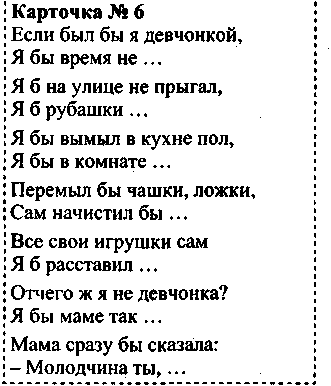 Карточка № 6
Если был бы я девчонкой,
Я бы время не ...
Я б на улице не прыгал,
Я б рубашки ...
Я бы вымыл в кухне пол,
Я бы в комнате ...
Перемыл бы чашки, ложки,
Сам начистил бы ...
Все свои игрушки сам
Я б расставил ...
Отчего ж я не девчонка?
Я бы маме так ...
Мама сразу бы сказала:
– Молодчина ты, ...